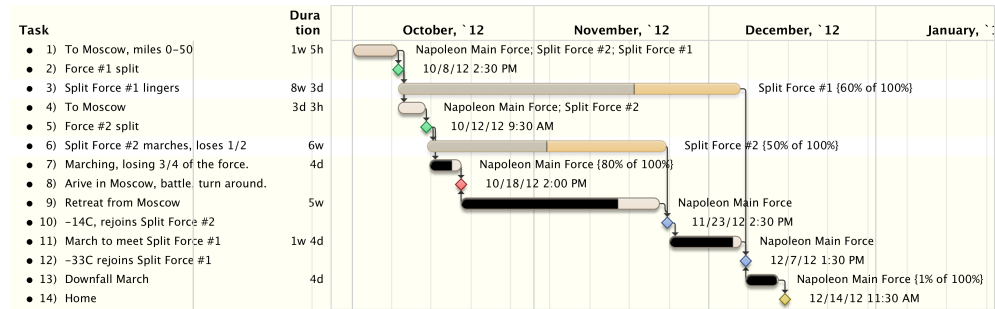 Task Dura tion October, `12 November, `12 December, `12 January, `1
1) To Moscow, miles 0-50 1w 5h Napoleon Main Force; Split Force #2; Split Force #1
2) Force #1 split 10/8/12 2:30 PM
3) Split Force #1 lingers 8w 3d Split Force #1 {60% of 100%}
4) To Moscow 3d 3h Napoleon Main Force; Split Force #2
5) Force #2 split 10/12/12 9:30 AM
6) Split Force #2 marches, loses 1/2 6w Split Force #2 {50% of 100%}
7) Marching, losing 3/4 of the force. 4d Napoleon Main Force {80% of 100%}
8) Arive in Moscow, battle, turn around. 10/18/12 2:00 PM
9) Retreat from Moscow 5w Napoleon Main Force
10) -14C, rejoins Split Force #2 11/23/12 2:30 PM
11) March to meet Split Force #1 1w 4d Napoleon Main Force
12) -33C rejoins Split Force #1 12/7/12 1:30 PM
13) Downfall March 4d Napoleon Main Force {1% of 100%}
14) Home 12/14/12 11:30 AM